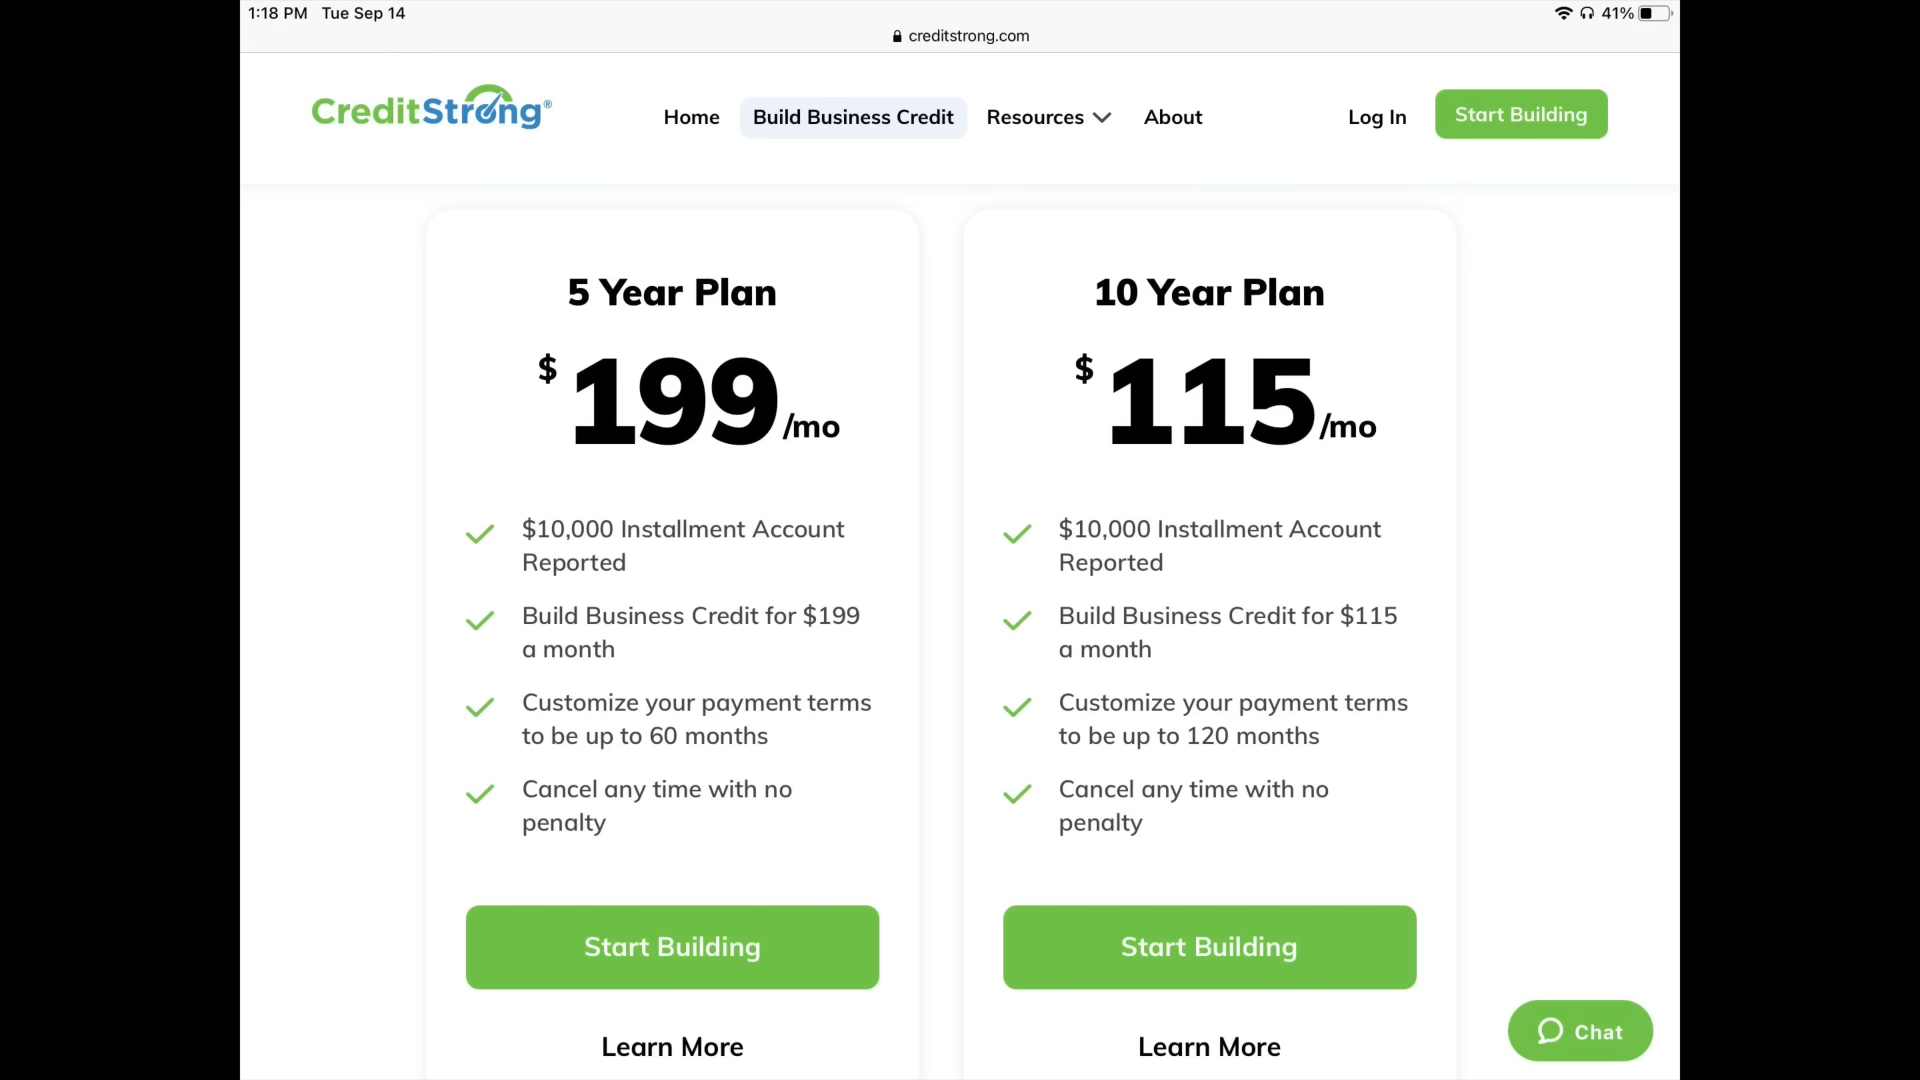 1:18 PM Tue Sep 14
41%
creditstrong.com
CreditStrong®
Home
Build Business Credit
Resources
About
Log In
Start Building
5 Year Plan
$199/mo
$10,000 Installment Account
Reported
Build Business Credit for $199
a month
Customize your payment terms
to be up to 60 months
Cancel any time with no
penalty
Start Building
Learn More
10 Year Plan
$115/mo
$10,000 Installment Account
Reported
Build Business Credit for $115
a month
Customize your payment terms
to be up to 120 months
Cancel any time with no
penalty
Start Building
Learn More
Chat